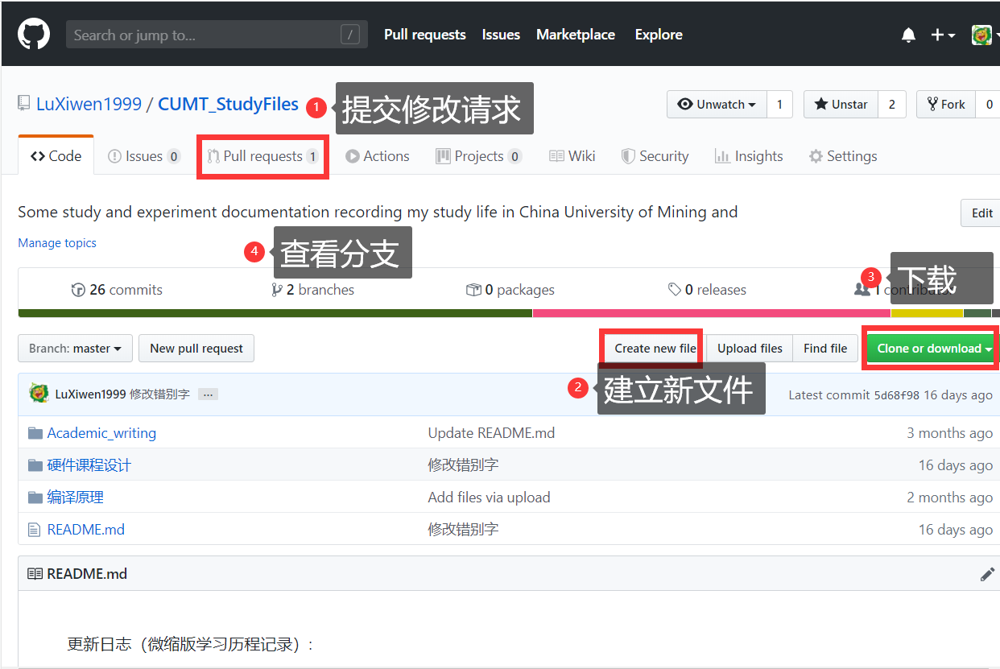 Search or jump to... / Pull requests Issues Marketplace Explore
LuXiwen1999 / CUMT_StudyFiles 1 提交修改请求 Unwatch 1 Unstar 2 Fork 0
Code Issues 0 Pull requests 1 Actions Projects 0 Wiki Security Insights Settings
Some study and experiment documentation recording my study life in China University of Mining and Edit
Manage topics
4 查看分支 3 下载
26 commits 2 branches 0 packages 0 releases 1
Branch: master New pull request Create new file Upload files Find file Clone or download
2 建立新文件
LuXiwen1999 修改错别字 ... Latest commit 5d68f98 16 days ago
Academic_writing Update README.md 3 months ago
硬件课程设计 修改错别字 16 days ago
编译原理 Add files via upload 2 months ago
README.md 修改错别字 16 days ago
README.md
更新日志（微缩版学习历程记录）: